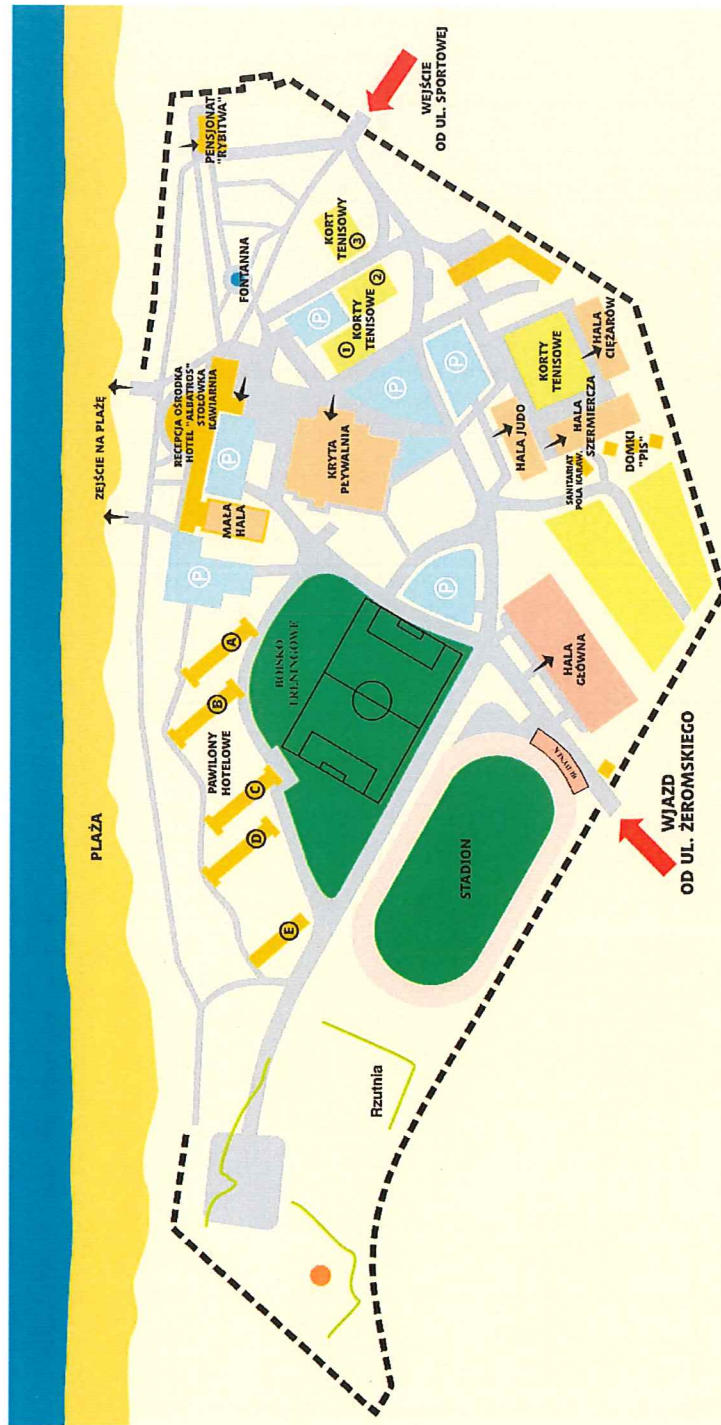 PLAŻA
ZEJŚCIE NA PLAŻĘ
PENSJONAT
"RYBITWA"
WEJŚCIE
OD UL. SPORTOWEJ
FONTANNA
KORT
TENISOWY
3
2
1
KORTY
TENISOWE
P
RECEPCJA OŚRODKA
HOTEL "ALBATROS"
STOŁÓWKA
KAWIARNIA
P
MAŁA
HALA
P
KRYTA
PŁYWALNIA
P
P
P
KORTY
TENISOWE
HALA
CIĘŻARÓW
HALA JUDO
HALA
SZERMIERCZA
SANITARIAT
POLA KARAW.
DOMKI
"PIS"
A
B
PAWILONY
HOTELOWE
C
D
E
BOISKO
TRENINGOWE
HALA
GŁÓWNA
STADION
WJAZD
OD UL. ŻEROMSKIEGO
Rzutnia